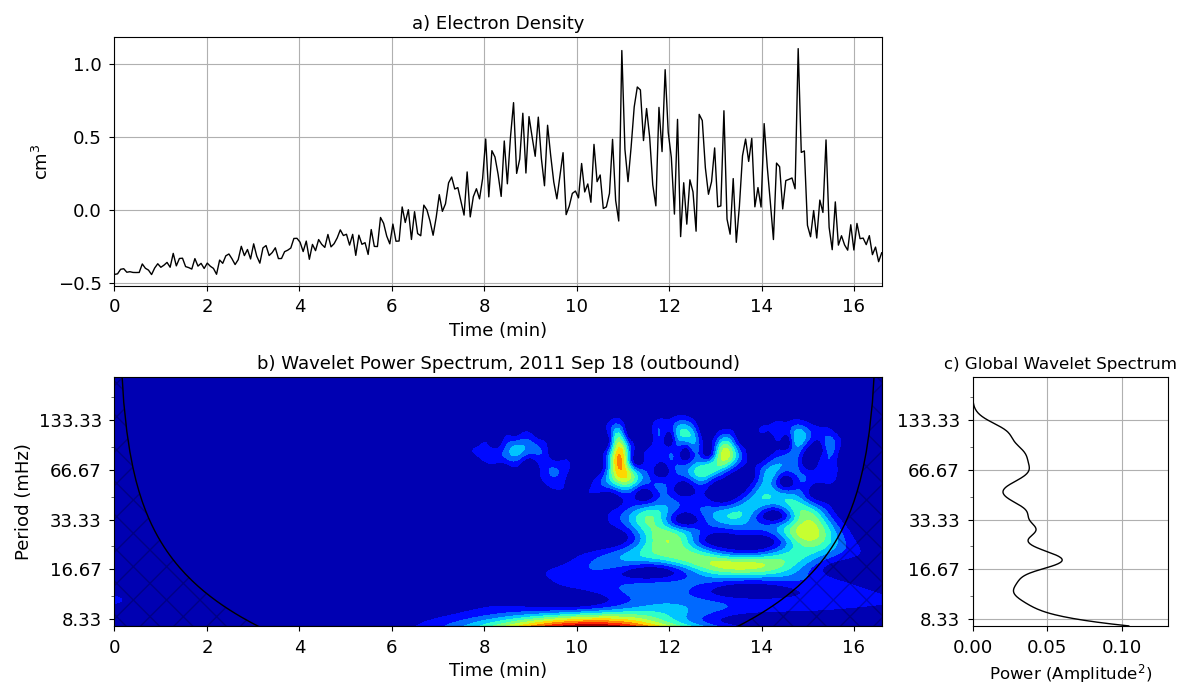 a) Electron Density
1.0
0.5
0.0
−0.5
cm³
0 2 4 6 8 10 12 14 16
Time (min)
b) Wavelet Power Spectrum, 2011 Sep 18 (outbound)
c) Global Wavelet Spectrum
133.33
66.67
33.33
16.67
8.33
Period (mHz)
0 2 4 6 8 10 12 14 16
Time (min)
133.33
66.67
33.33
16.67
8.33
0.00 0.05 0.10
Power (Amplitude²)